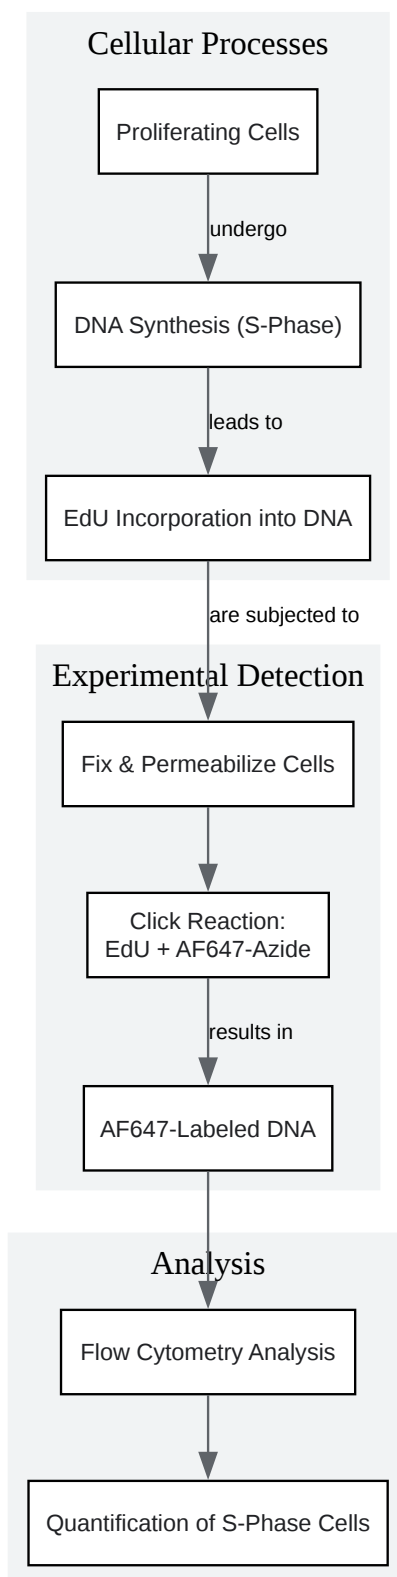 Cellular Processes
Proliferating Cells
undergo
DNA Synthesis (S-Phase)
leads to
EdU Incorporation into DNA
are subjected to
Experimental Detection
Fix & Permeabilize Cells
Click Reaction:
EdU + AF647-Azide
results in
AF647-Labeled DNA
Analysis
Flow Cytometry Analysis
Quantification of S-Phase Cells